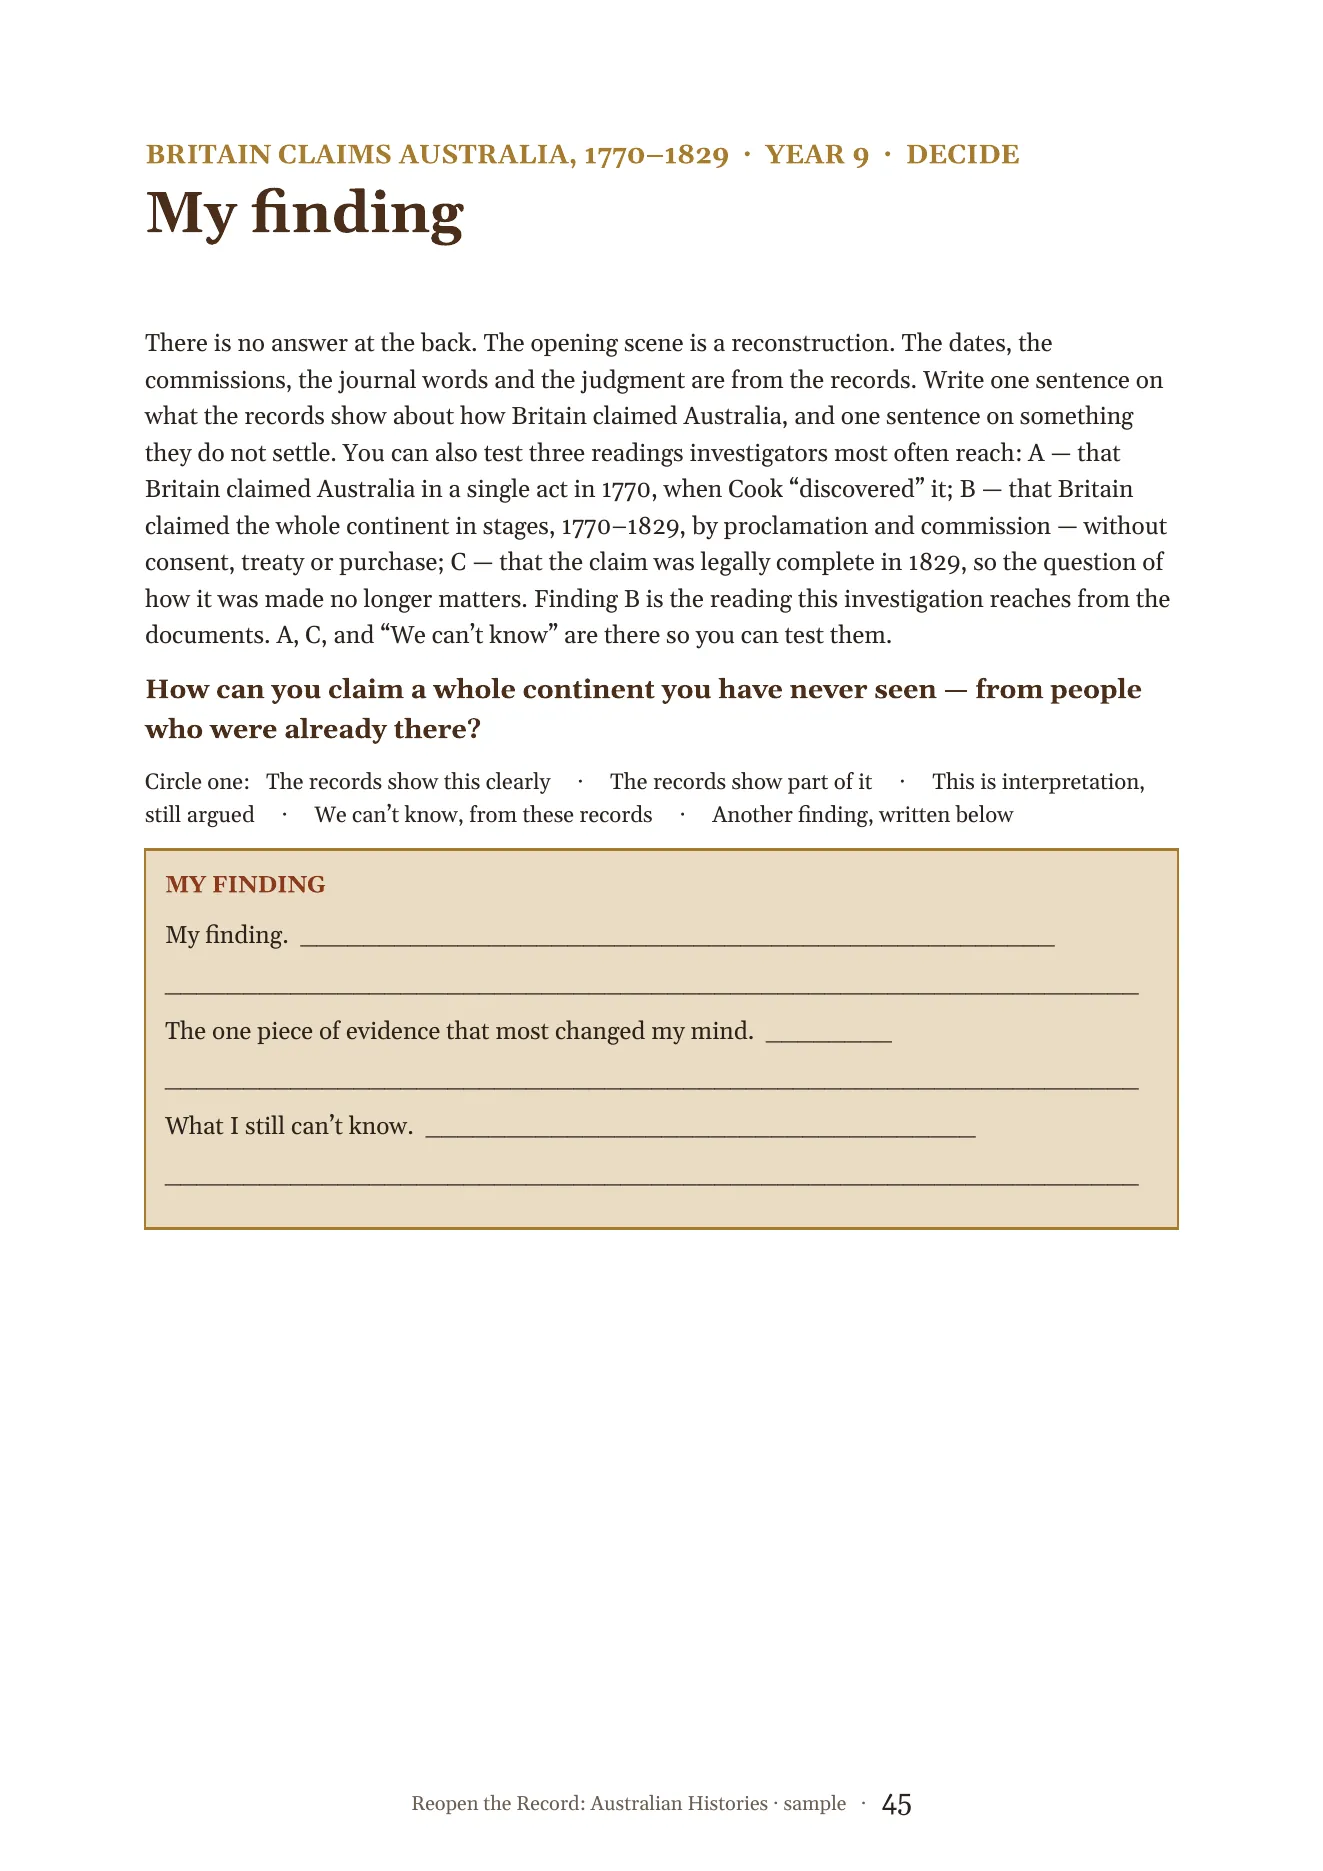 BRITAIN CLAIMS AUSTRALIA, 1770–1829 · YEAR 9 · DECIDE
My finding
There is no answer at the back. The opening scene is a reconstruction. The dates, the
commissions, the journal words and the judgment are from the records. Write one sentence on
what the records show about how Britain claimed Australia, and one sentence on something
they do not settle. You can also test three readings investigators most often reach: A — that
Britain claimed Australia in a single act in 1770, when Cook “discovered” it; B — that Britain
claimed the whole continent in stages, 1770–1829, by proclamation and commission — without
consent, treaty or purchase; C — that the claim was legally complete in 1829, so the question of
how it was made no longer matters. Finding B is the reading this investigation reaches from the
documents. A, C, and “We can’t know” are there so you can test them.
How can you claim a whole continent you have never seen — from people
who were already there?
Circle one: The records show this clearly · The records show part of it · This is interpretation,
still argued · We can’t know, from these records · Another finding, written below
MY FINDING
My finding. ________________________________________________
______________________________________________________________
The one piece of evidence that most changed my mind. ________
______________________________________________________________
What I still can’t know. ___________________________________
______________________________________________________________
Reopen the Record: Australian Histories · sample · 45